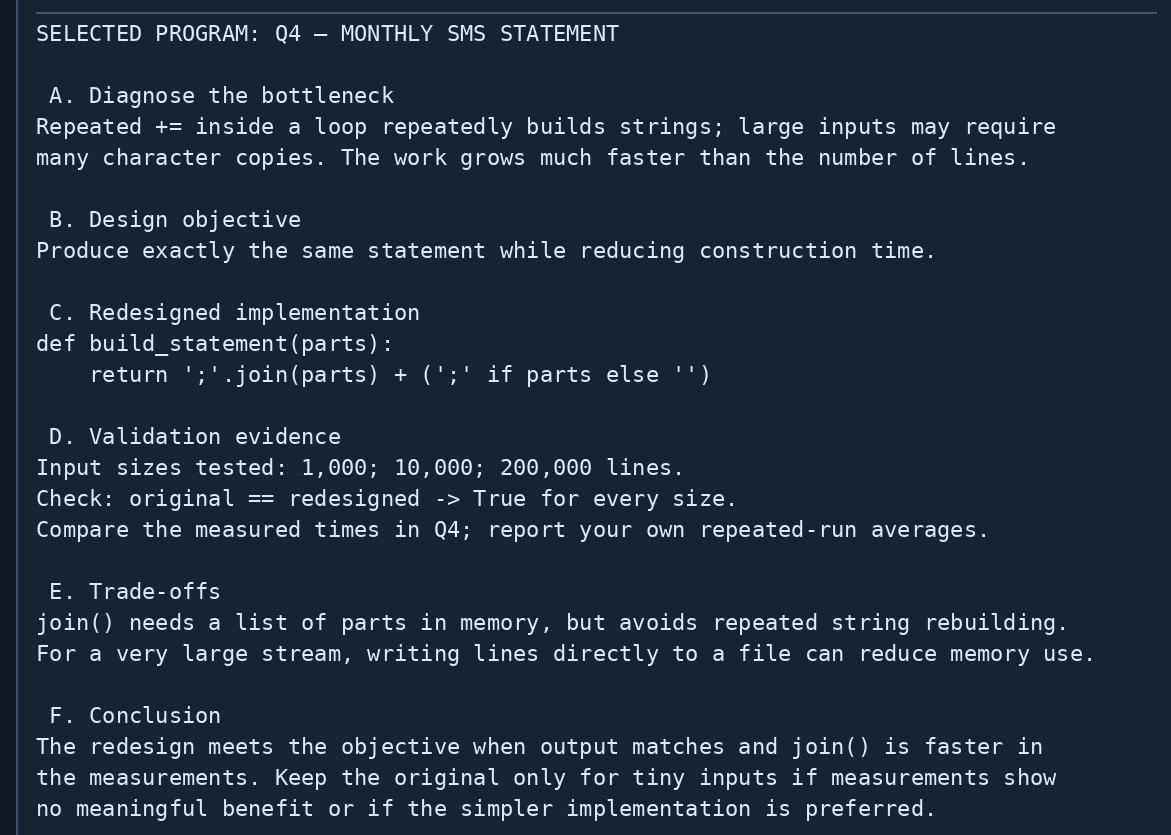 SELECTED PROGRAM: Q4 — MONTHLY SMS STATEMENT
A. Diagnose the bottleneck
Repeated += inside a loop repeatedly builds strings; large inputs may require
many character copies. The work grows much faster than the number of lines.
B. Design objective
Produce exactly the same statement while reducing construction time.
C. Redesigned implementation
def build_statement(parts):
    return ';'.join(parts) + (';' if parts else '')
D. Validation evidence
Input sizes tested: 1,000; 10,000; 200,000 lines.
Check: original == redesigned -> True for every size.
Compare the measured times in Q4; report your own repeated-run averages.
E. Trade-offs
join() needs a list of parts in memory, but avoids repeated string rebuilding.
For a very large stream, writing lines directly to a file can reduce memory use.
F. Conclusion
The redesign meets the objective when output matches and join() is faster in
the measurements. Keep the original only for tiny inputs if measurements show
no meaningful benefit or if the simpler implementation is preferred.